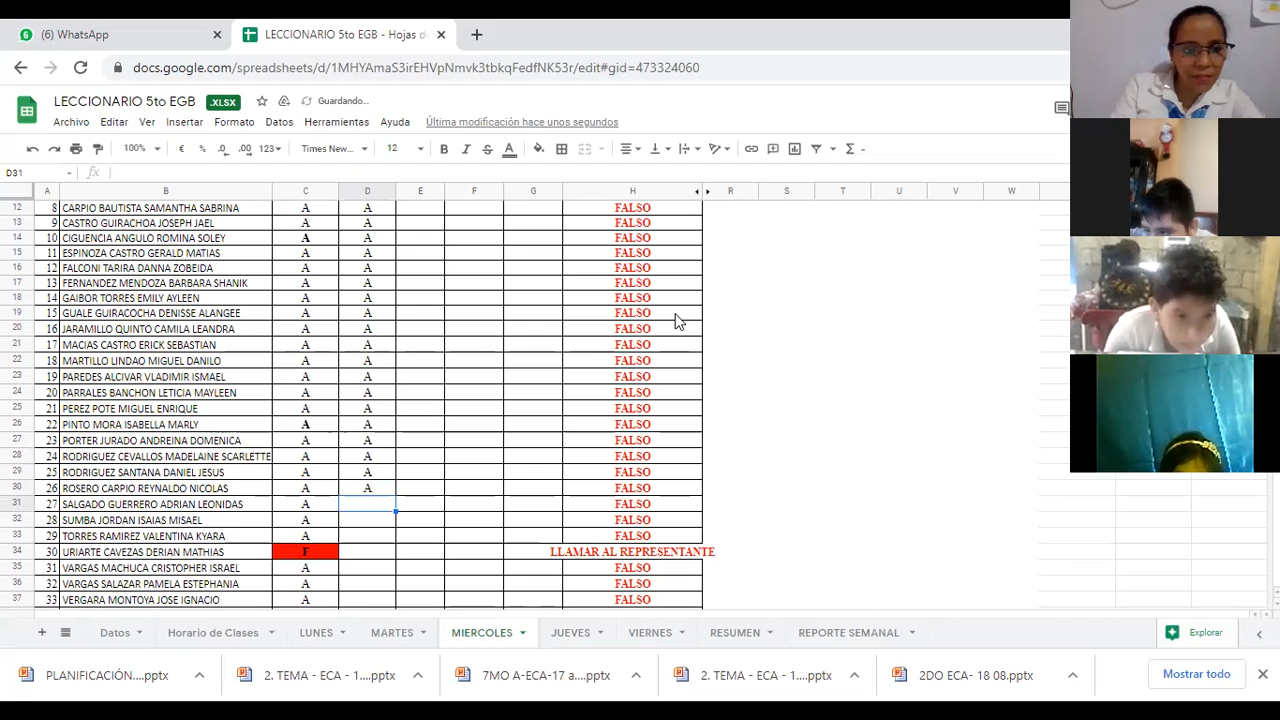 6
(6) WhatsApp
LECCIONARIO 5to EGB - Hojas d
docs.google.com/spreadsheets/d/1MHYAmaS3irEHVpNmvk3tbkqFedfNK53r/edit#gid=473324060
LECCIONARIO 5to EGB .XLSX Guardando...
Archivo Editar Ver Insertar Formato Datos Herramientas Ayuda Última modificación hace unos segundos
100% € % .0 .00 123 Times New... 12 B I S A Σ
D31 fx
A B C D E F G H R S T U V W
12 8 CARPIO BAUTISTA SAMANTHA SABRINA A A FALSO
13 9 CASTRO GUIRACHOA JOSEPH JAEL A A FALSO
14 10 CIGUENCIA ANGULO ROMINA SOLEY A A FALSO
15 11 ESPINOZA CASTRO GERALD MATIAS A A FALSO
16 12 FALCONI TARIRA DANNA ZOBEIDA A A FALSO
17 13 FERNANDEZ MENDOZA BARBARA SHANIK A A FALSO
18 14 GAIBOR TORRES EMILY AYLEEN A A FALSO
19 15 GUALE GUIRACOCHA DENISSE ALANGEE A A FALSO
20 16 JARAMILLO QUINTO CAMILA LEANDRA A A FALSO
21 17 MACIAS CASTRO ERICK SEBASTIAN A A FALSO
22 18 MARTILLO LINDAO MIGUEL DANILO A A FALSO
23 19 PAREDES ALCIVAR VLADIMIR ISMAEL A A FALSO
24 20 PARRALES BANCHON LETICIA MAYLEEN A A FALSO
25 21 PEREZ POTE MIGUEL ENRIQUE A A FALSO
26 22 PINTO MORA ISABELLA MARLY A A FALSO
27 23 PORTER JURADO ANDREINA DOMENICA A A FALSO
28 24 RODRIGUEZ CEVALLOS MADELAINE SCARLETTE A A FALSO
29 25 RODRIGUEZ SANTANA DANIEL JESUS A A FALSO
30 26 ROSERO CARPIO REYNALDO NICOLAS A A FALSO
31 27 SALGADO GUERRERO ADRIAN LEONIDAS A FALSO
32 28 SUMBA JORDAN ISAIAS MISAEL A FALSO
33 29 TORRES RAMIREZ VALENTINA KYARA A FALSO
34 30 URIARTE CAVEZAS DERIAN MATHIAS F LLAMAR AL REPRESENTANTE
35 31 VARGAS MACHUCA CRISTOPHER ISRAEL A FALSO
36 32 VARGAS SALAZAR PAMELA ESTEPHANIA A FALSO
37 33 VERGARA MONTOYA JOSE IGNACIO A FALSO
Datos Horario de Clases LUNES MARTES MIERCOLES JUEVES VIERNES RESUMEN REPORTE SEMANAL Explorar
PLANIFICACIÓN....pptx 2. TEMA - ECA - 1....pptx 7MO A-ECA-17 a....pptx 2. TEMA - ECA - 1....pptx 2DO ECA- 18 08.pptx Mostrar todo